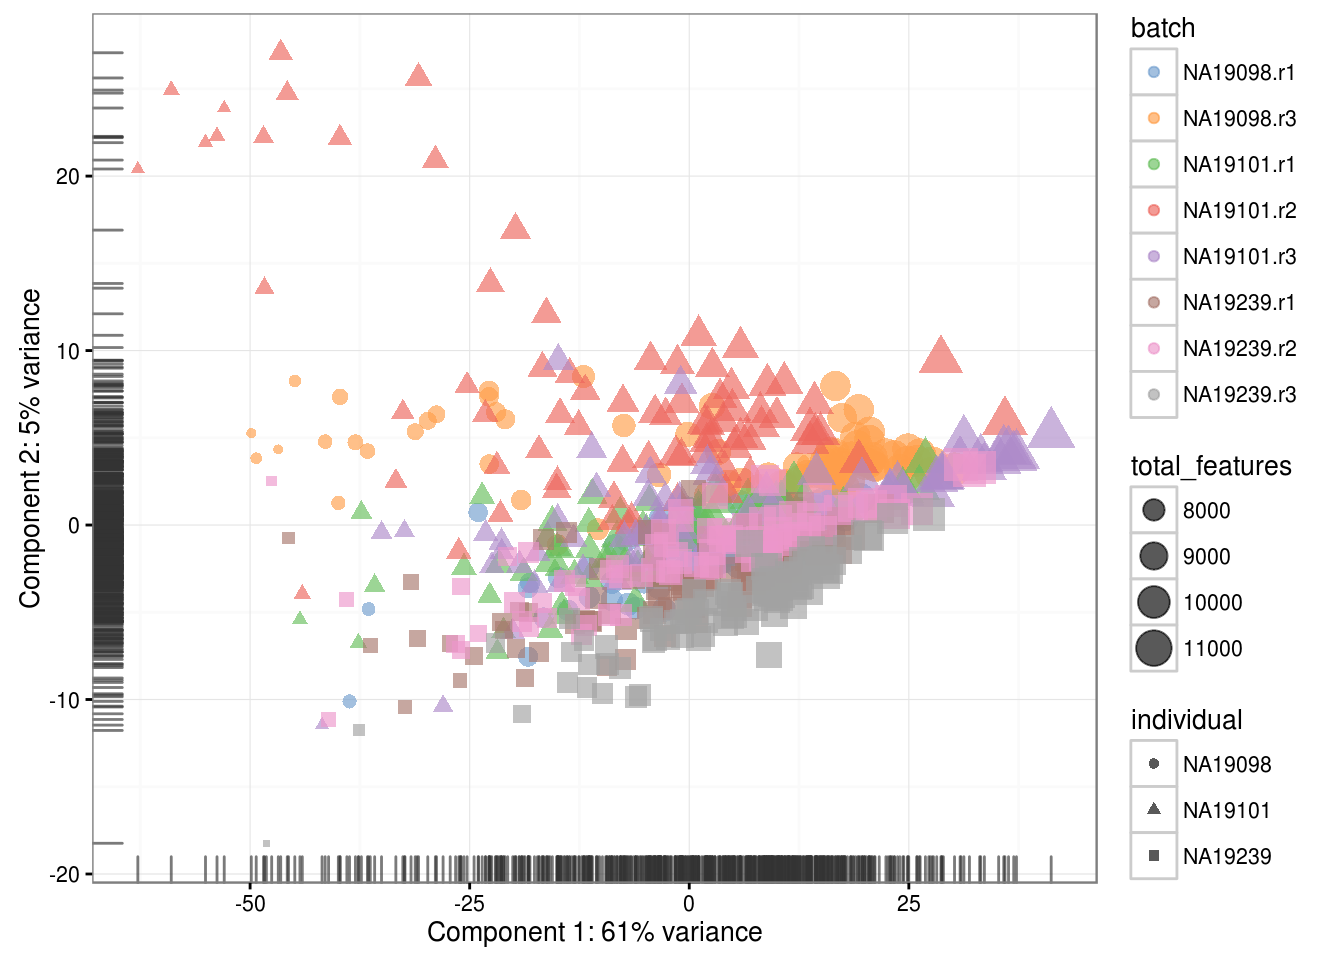 batch
NA19098.r1
NA19098.r3
NA19101.r1
NA19101.r2
NA19101.r3
NA19239.r1
NA19239.r2
NA19239.r3
total_features
8000
9000
10000
11000
individual
NA19098
NA19101
NA19239
Component 2: 5% variance
20
10
0
-10
-20
-50
-25
0
25
Component 1: 61% variance